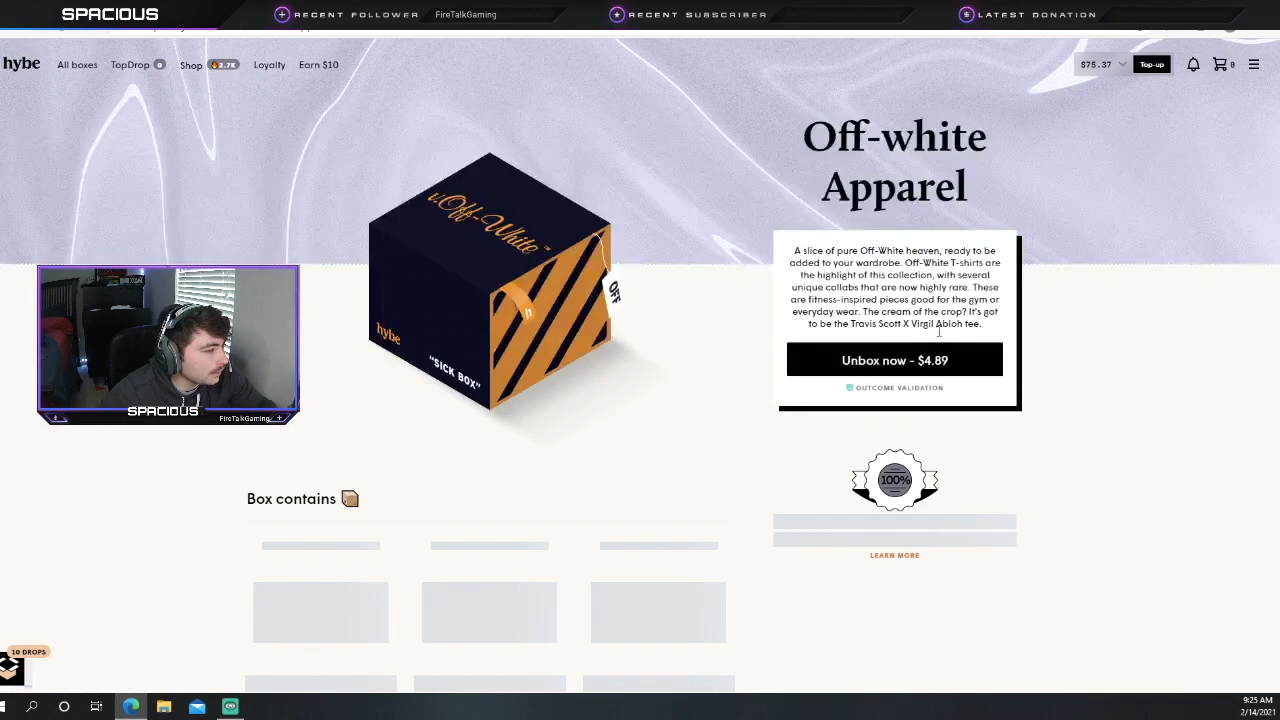 SPACIOUS
RECENT FOLLOWER FireTalkGaming
RECENT SUBSCRIBER
LATEST DONATION
hybe
All boxes TopDrop 0 Shop 2.7K Loyalty Earn $10
$75.37 Top-up 0
Off-white
Apparel
A slice of pure Off-White heaven, ready to be
added to your wardrobe. Off-White T-shirts are
the highlight of this collection, with several
unique collabs that are now highly rare. These
are fitness-inspired pieces good for the gym or
everyday wear. The cream of the crop? It's got
to be the Travis Scott X Virgil Abloh tee.
Unbox now - $4.89
OUTCOME VALIDATION
v.Off-White ™
OFF
hybe
"SICK BOX"
SPACIOUS
FireTalkGaming
100%
LEARN MORE
Box contains
10 DROPS
9:25 AM
2/14/2021